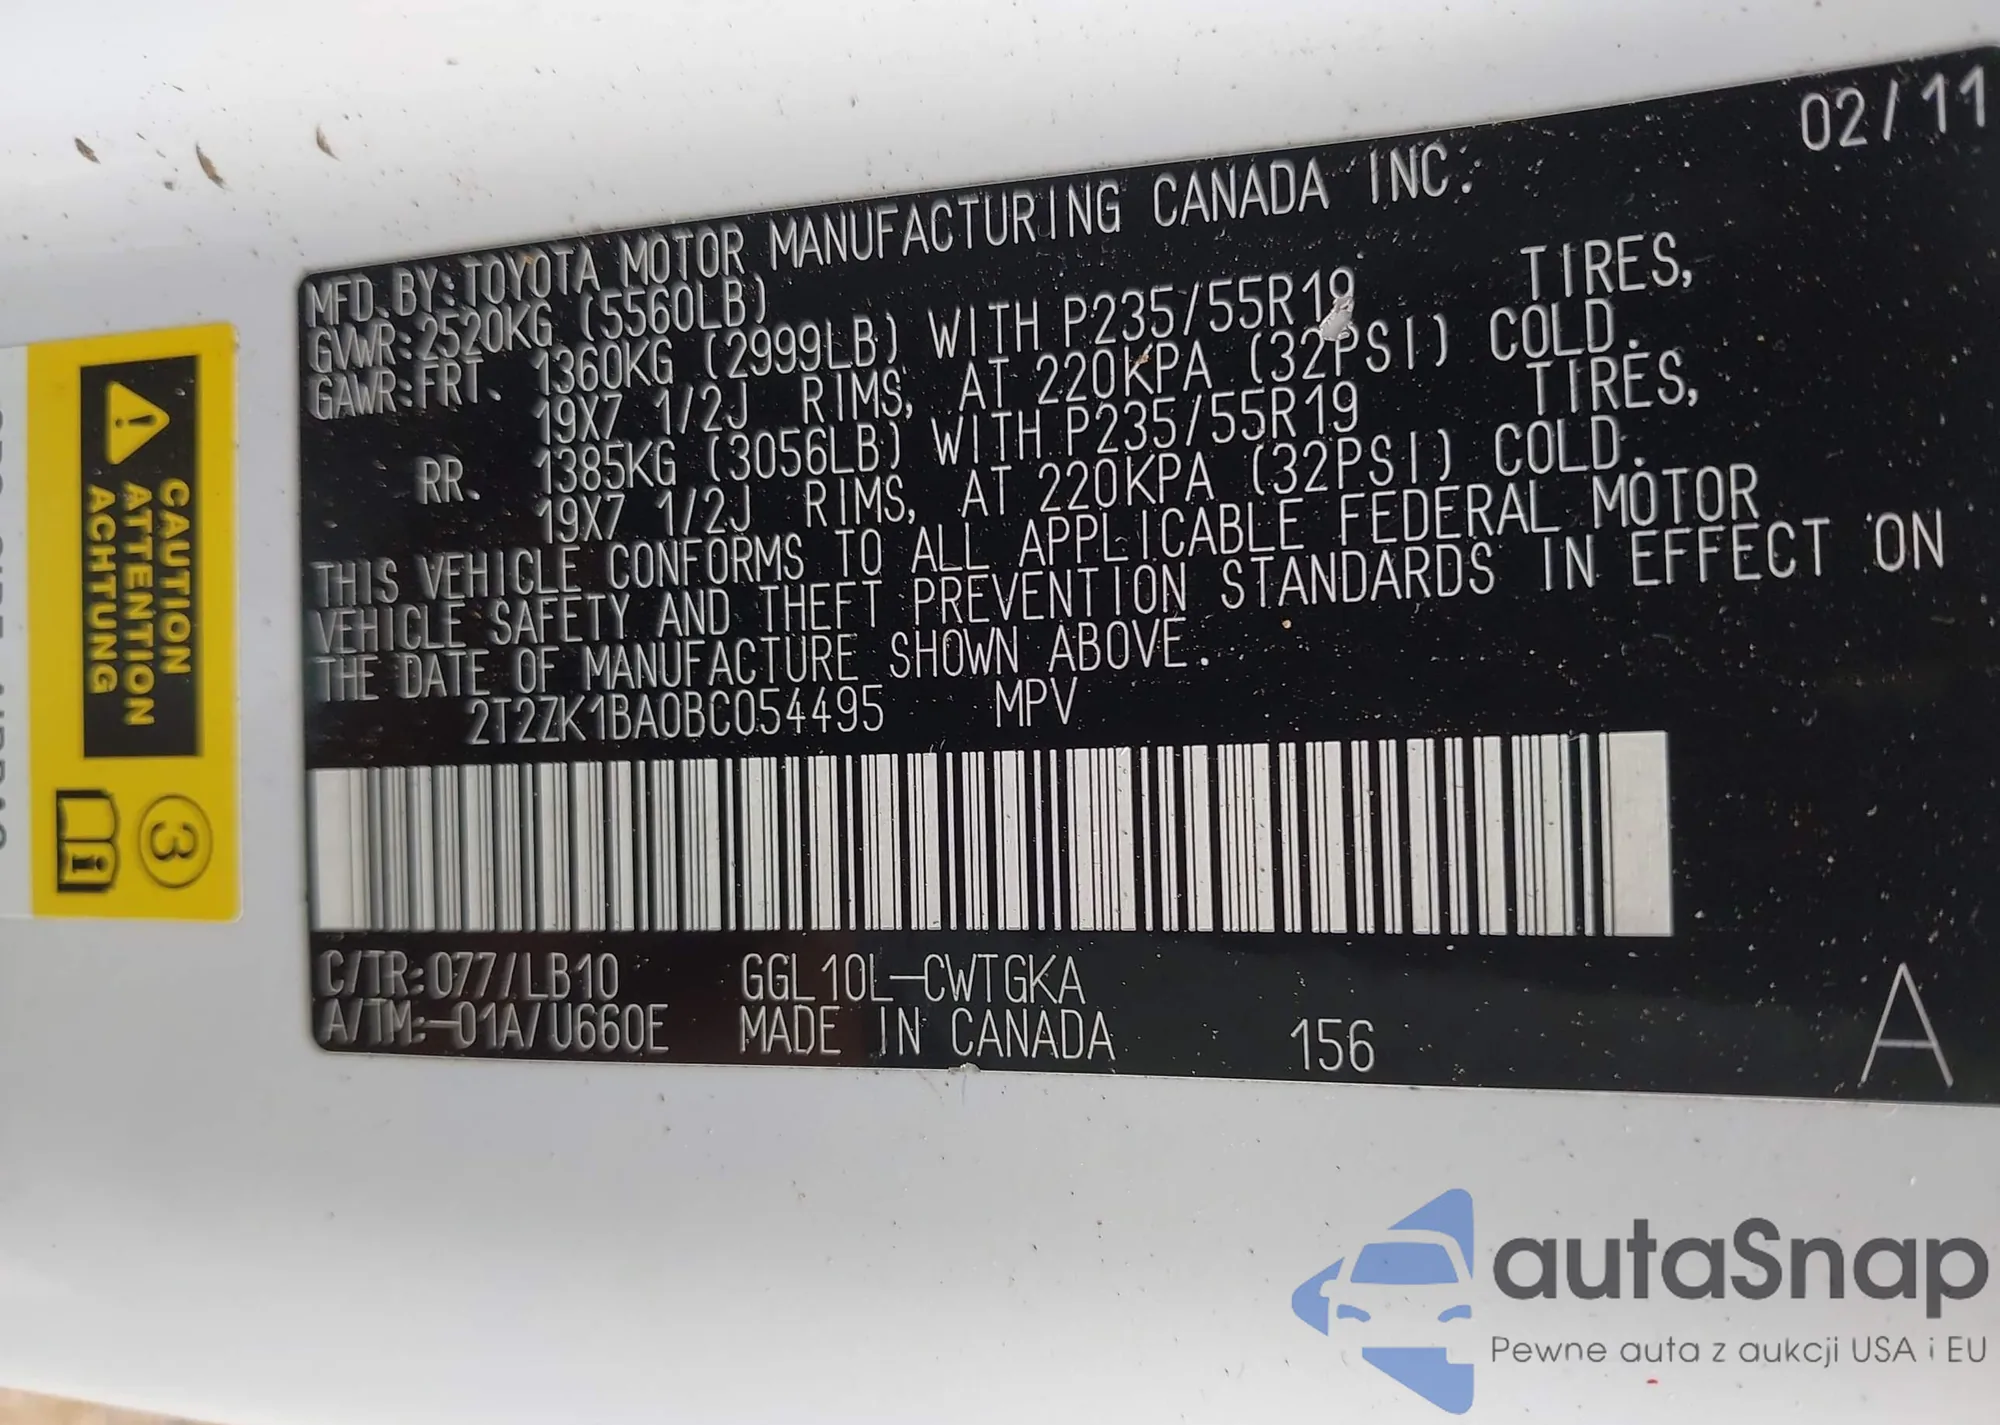 02/11
MFD. BY: TOYOTA MOTOR MANUFACTURING CANADA INC.
GVWR: 2520KG (5560LB)
GAWR: FRT. 1360KG (2999LB) WITH P235/55R19 TIRES,
19X7 1/2J RIMS, AT 220KPA (32PSI) COLD.
RR. 1385KG (3056LB) WITH P235/55R19 TIRES,
19X7 1/2J RIMS, AT 220KPA (32PSI) COLD.
THIS VEHICLE CONFORMS TO ALL APPLICABLE FEDERAL MOTOR
VEHICLE SAFETY AND THEFT PREVENTION STANDARDS IN EFFECT ON
THE DATE OF MANUFACTURE SHOWN ABOVE.
2T2ZK1BA0BC054495 MPV
C/TR: 077/LB10 GGL10L-CWTGKA
A/TM: -01A/U660E MADE IN CANADA 156 A
CAUTION
ATTENTION
ACHTUNG
3
autaSnap
Pewne auta z aukcji USA i EU